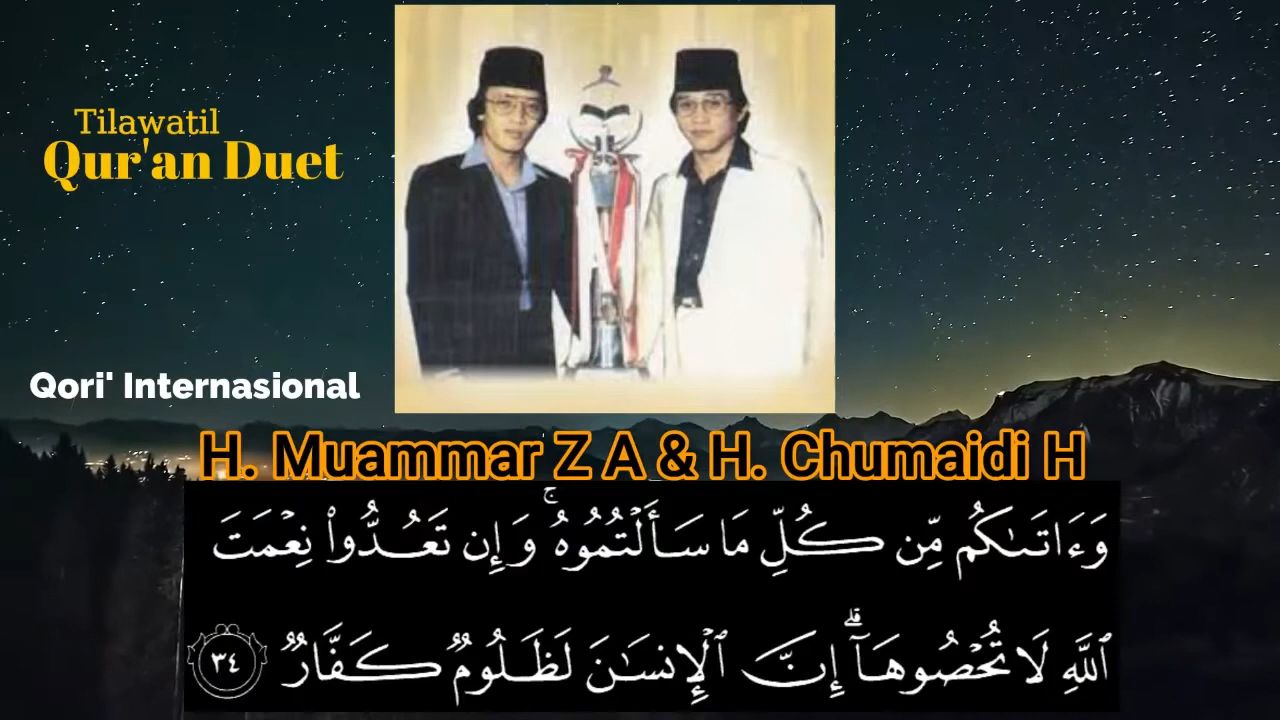 Tilawatil
Qur'an Duet
Qori' Internasional
H. Muammar Z A & H. Chumaidi H
وَءَاتَىٰكُم مِّن كُلِّ مَا سَأَلْتُمُوهُ ۚ وَإِن تَعُدُّوا۟ نِعْمَتَ
ٱللَّهِ لَا تُحْصُوهَآ ۗ إِنَّ ٱلْإِنسَـٰنَ لَظَلُومٌ كَفَّارٌ ٣٤